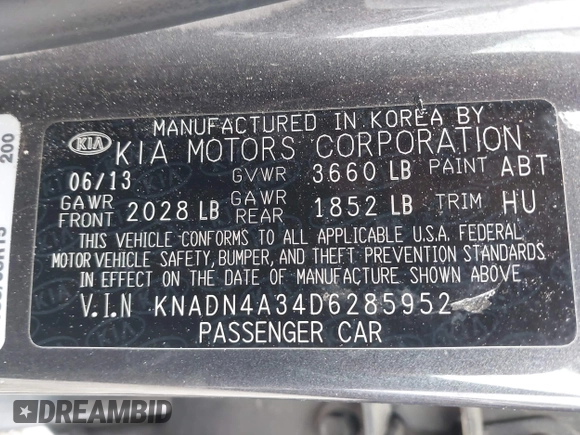 MANUFACTURED IN KOREA BY
KIA KIA MOTORS CORPORATION
06/13 GVWR 3660 LB PAINT ABT
GAWR FRONT 2028 LB GAWR REAR 1852 LB TRIM HU
THIS VEHICLE CONFORMS TO ALL APPLICABLE U.S.A. FEDERAL
MOTOR VEHICLE SAFETY, BUMPER, AND THEFT PREVENTION STANDARDS
IN EFFECT ON THE DATE OF MANUFACTURE SHOWN ABOVE
V.I.N KNADN4A34D6285952
PASSENGER CAR
200
DREAMBID